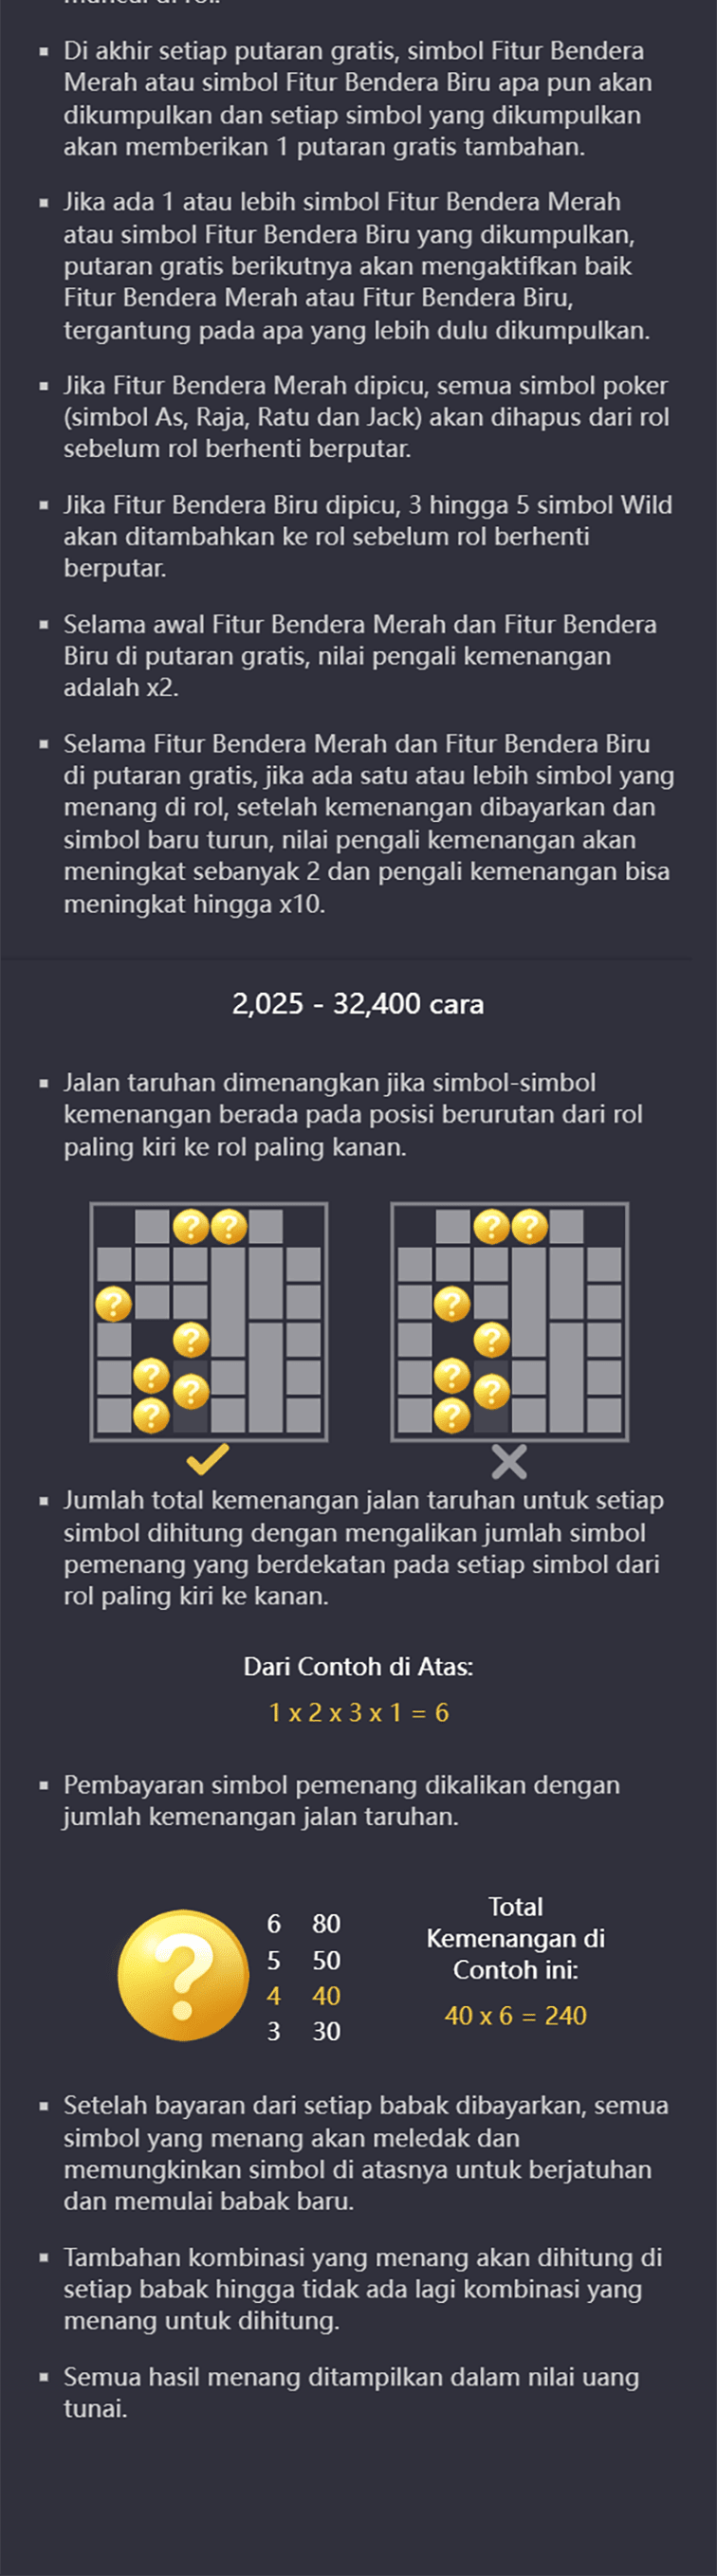 Di akhir setiap putaran gratis, simbol Fitur Bendera
Merah atau simbol Fitur Bendera Biru apa pun akan
dikumpulkan dan setiap simbol yang dikumpulkan
akan memberikan 1 putaran gratis tambahan.
Jika ada 1 atau lebih simbol Fitur Bendera Merah
atau simbol Fitur Bendera Biru yang dikumpulkan,
putaran gratis berikutnya akan mengaktifkan baik
Fitur Bendera Merah atau Fitur Bendera Biru,
tergantung pada apa yang lebih dulu dikumpulkan.
Jika Fitur Bendera Merah dipicu, semua simbol poker
(simbol As, Raja, Ratu dan Jack) akan dihapus dari rol
sebelum rol berhenti berputar.
Jika Fitur Bendera Biru dipicu, 3 hingga 5 simbol Wild
akan ditambahkan ke rol sebelum rol berhenti
berputar.
Selama awal Fitur Bendera Merah dan Fitur Bendera
Biru di putaran gratis, nilai pengali kemenangan
adalah x2.
Selama Fitur Bendera Merah dan Fitur Bendera Biru
di putaran gratis, jika ada satu atau lebih simbol yang
menang di rol, setelah kemenangan dibayarkan dan
simbol baru turun, nilai pengali kemenangan akan
meningkat sebanyak 2 dan pengali kemenangan bisa
meningkat hingga x10.
2,025 - 32,400 cara
Jalan taruhan dimenangkan jika simbol-simbol
kemenangan berada pada posisi berurutan dari rol
paling kiri ke rol paling kanan.
? ? ? ?
? ?
? ?
? ?
? ?
? ?
Jumlah total kemenangan jalan taruhan untuk setiap
simbol dihitung dengan mengalikan jumlah simbol
pemenang yang berdekatan pada setiap simbol dari
rol paling kiri ke kanan.
Dari Contoh di Atas:
1 x 2 x 3 x 1 = 6
Pembayaran simbol pemenang dikalikan dengan
jumlah kemenangan jalan taruhan.
?
6 80
5 50
4 40
3 30
Total
Kemenangan di
Contoh ini:
40 x 6 = 240
Setelah bayaran dari setiap babak dibayarkan, semua
simbol yang menang akan meledak dan
memungkinkan simbol di atasnya untuk berjatuhan
dan memulai babak baru.
Tambahan kombinasi yang menang akan dihitung di
setiap babak hingga tidak ada lagi kombinasi yang
menang untuk dihitung.
Semua hasil menang ditampilkan dalam nilai uang
tunai.